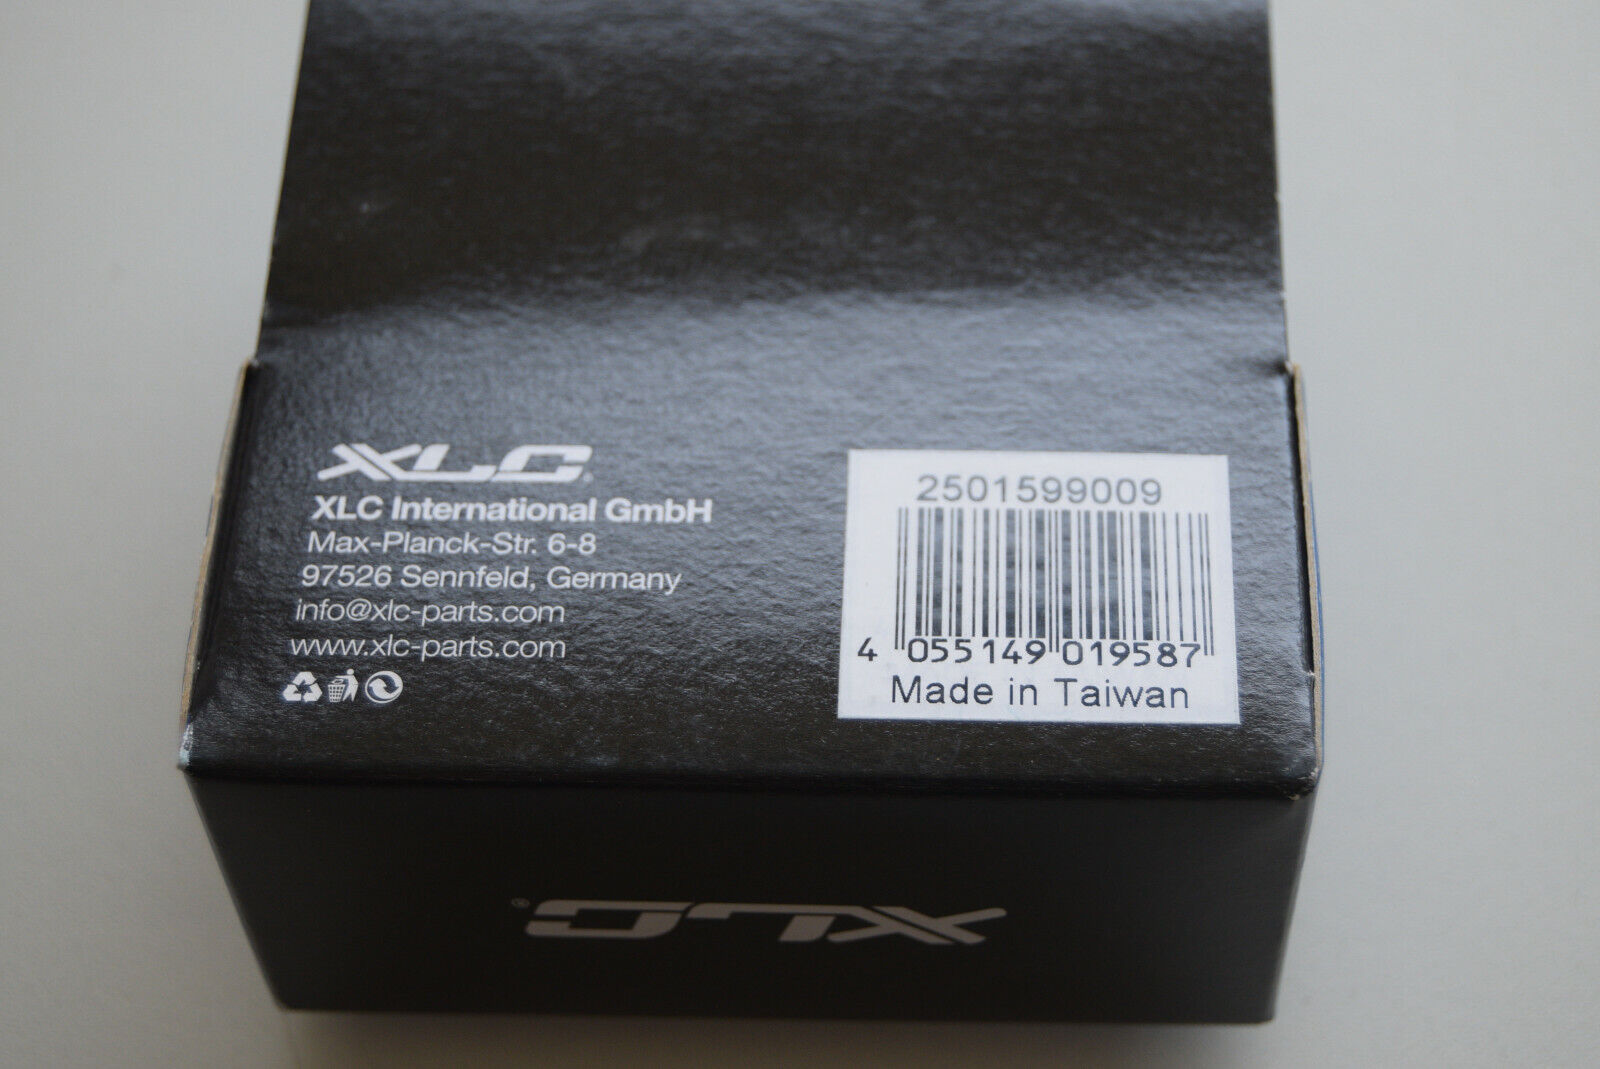 XLC
XLC International GmbH
Max-Planck-Str. 6-8
97526 Sennfeld, Germany
info@xlc-parts.com
www.xlc-parts.com
2501599009
4 055149 019587
Made in Taiwan
XLC®